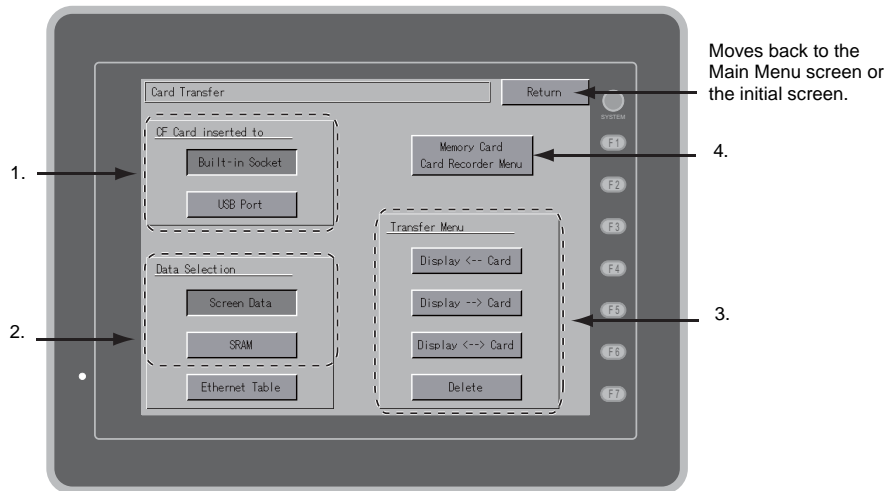 Moves back to the
Main Menu screen or
the initial screen.
Card Transfer
Return
SYSTEM
CF Card inserted to
Built-in Socket
USB Port
1.
Memory Card
Card Recorder Menu
4.
F1
F2
F3
F4
F5
F6
F7
Data Selection
Screen Data
SRAM
Ethernet Table
2.
Transfer Menu
Display <-- Card
Display --> Card
Display <--> Card
Delete
3.